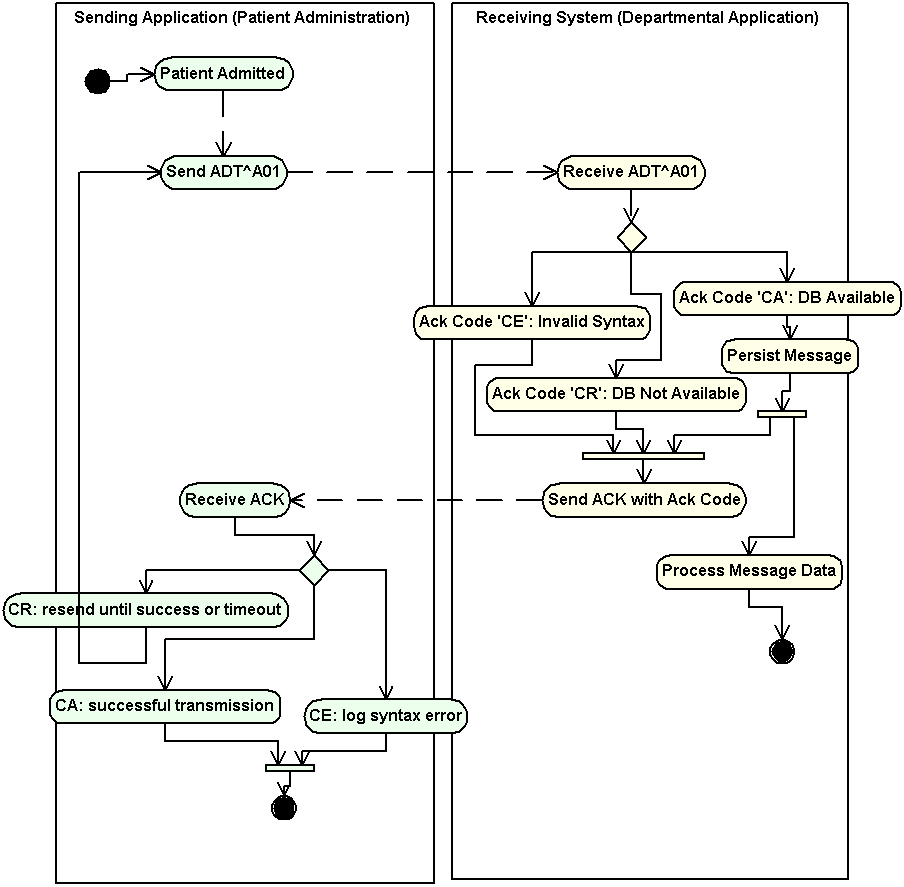 Sending Application (Patient Administration)
Receiving System (Departmental Application)
Patient Admitted
Send ADT^A01
Receive ADT^A01
Ack Code 'CA': DB Available
Ack Code 'CE': Invalid Syntax
Persist Message
Ack Code 'CR': DB Not Available
Receive ACK
Send ACK with Ack Code
Process Message Data
CR: resend until success or timeout
CA: successful transmission
CE: log syntax error